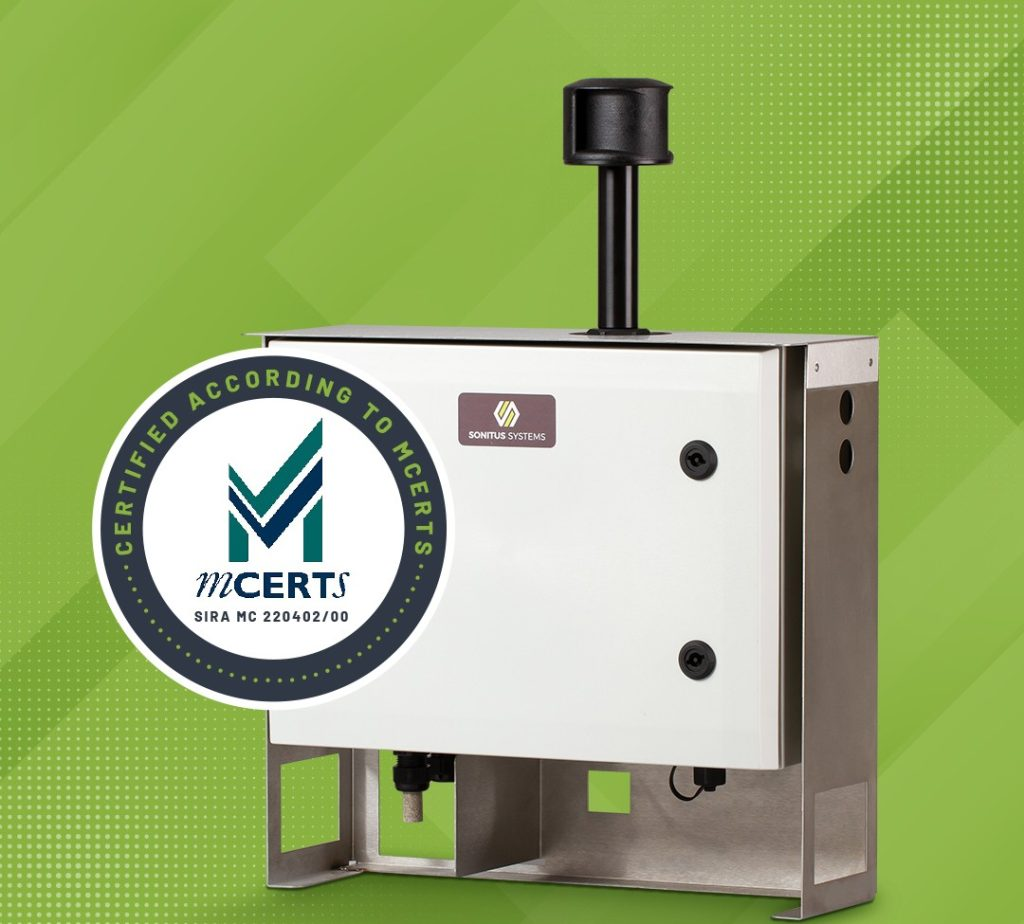 SONITUS SYSTEMS
CERTIFIED ACCORDING TO MCERTS
mCERTs
SIRA MC 220402/00